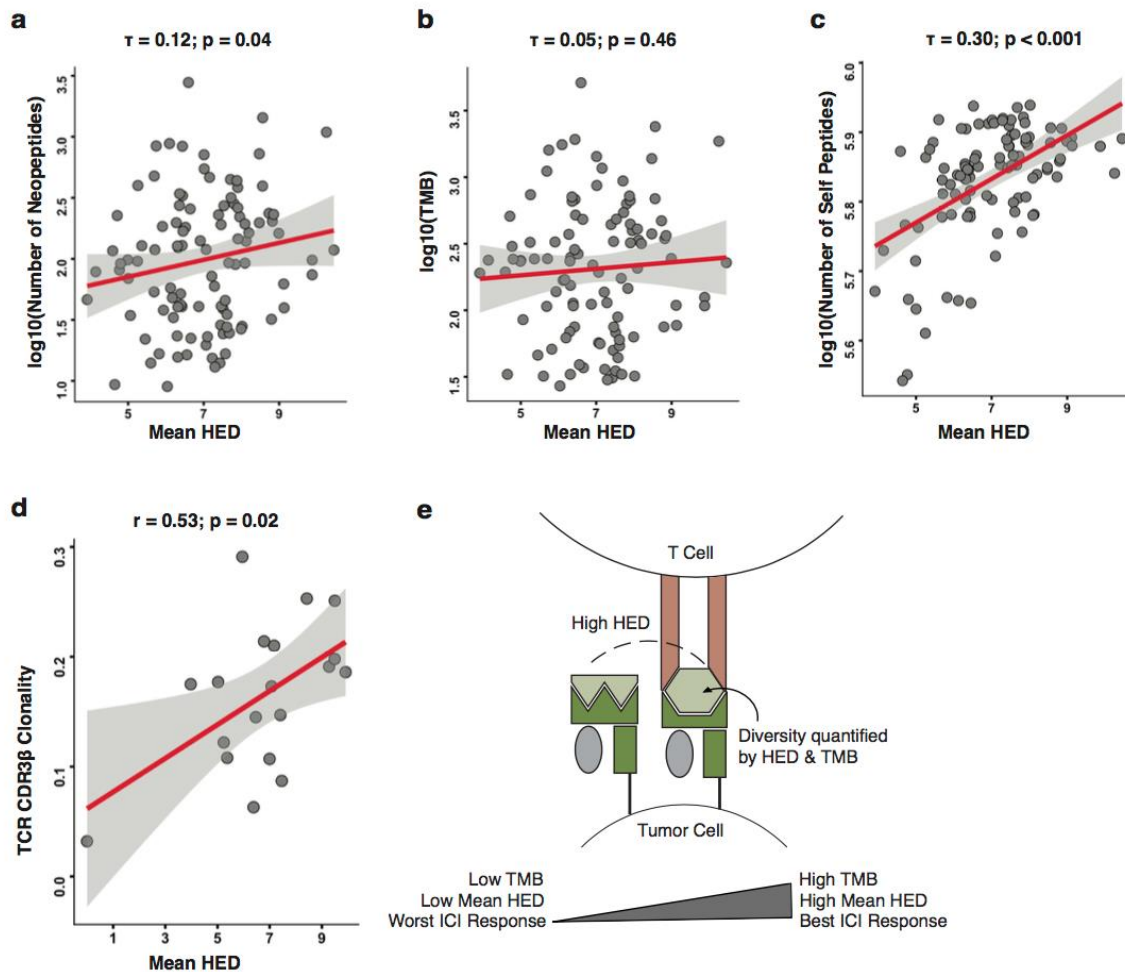 a
τ = 0.12; p = 0.04
log10(Number of Neopeptides)
3.5
3.0
2.5
2.0
1.5
1.0
5 7 9
Mean HED
b
τ = 0.05; p = 0.46
log10(TMB)
3.5
3.0
2.5
2.0
1.5
5 7 9
Mean HED
c
τ = 0.30; p < 0.001
log10(Number of Self Peptides)
6.0
5.9
5.8
5.7
5.6
5 7 9
Mean HED
d
r = 0.53; p = 0.02
TCR CDR3β Clonality
0.3
0.2
0.1
0.0
1 3 5 7 9
Mean HED
e
T Cell
High HED
Diversity quantified
by HED & TMB
Tumor Cell
Low TMB
Low Mean HED
Worst ICI Response
High TMB
High Mean HED
Best ICI Response